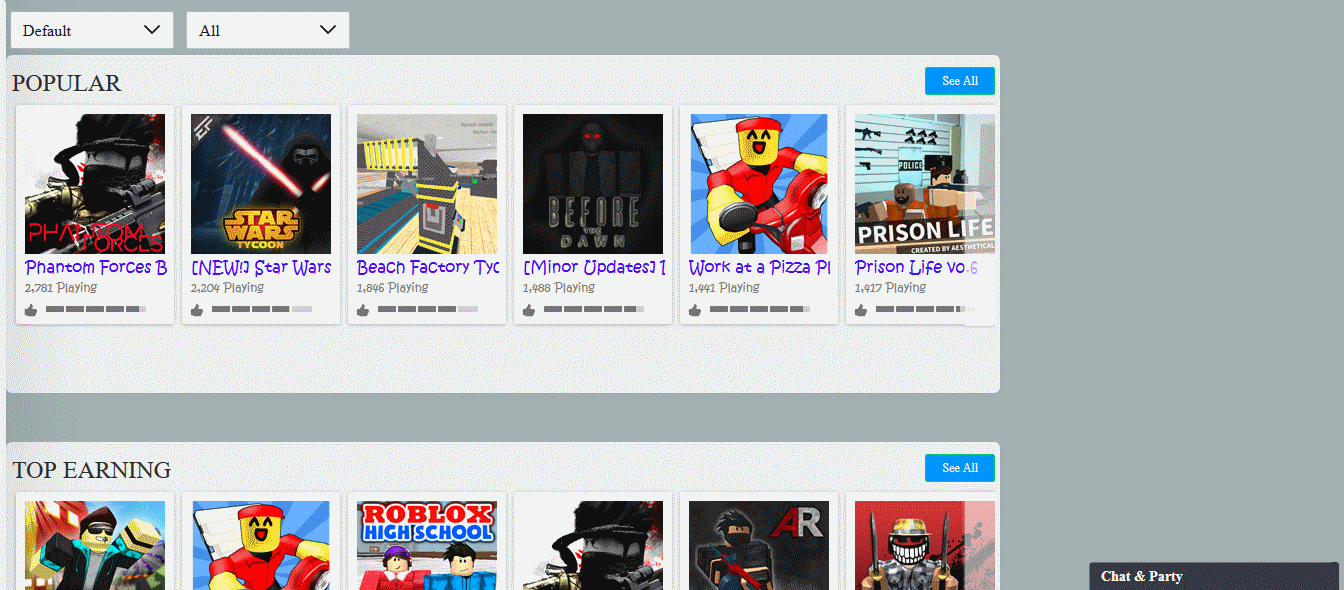 Default
All
POPULAR
See All
PHANTOM FORCES
STAR WARS TYCOON
BEFORE THE DAWN
POLICE
PRISON LIFE
CREATED BY AESTHETICAL
Phantom Forces B
[NEW!] Star Wars
Beach Factory Tyc
[Minor Updates]
Work at a Pizza Pl
Prison Life v0.6
2,781 Playing
2,204 Playing
1,846 Playing
1,488 Playing
1,441 Playing
1,417 Playing
TOP EARNING
See All
ROBLOX
HIGH SCHOOL
AR
Chat & Party